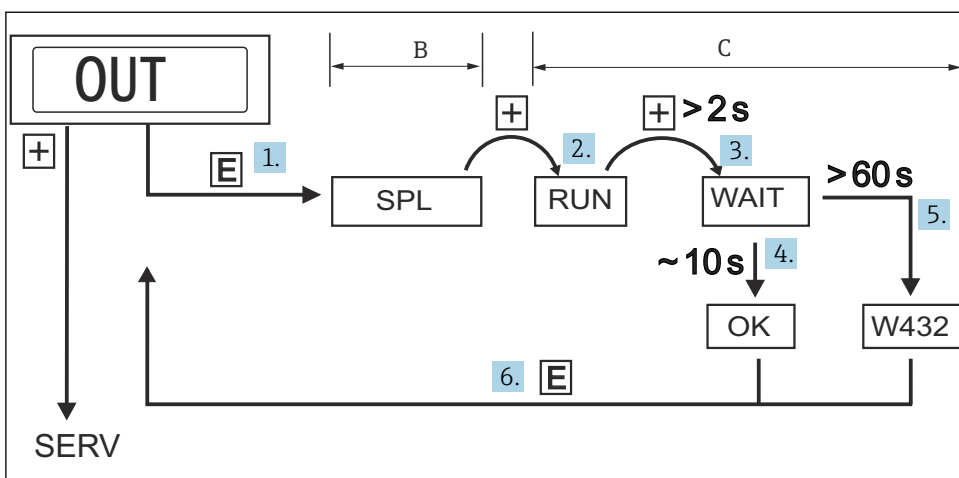 B
C
OUT
+
> 2 s
+
+
1.
2.
3.
E
> 60 s
SPL
RUN
WAIT
5.
~ 10 s
4.
OK
W432
6.
E
SERV